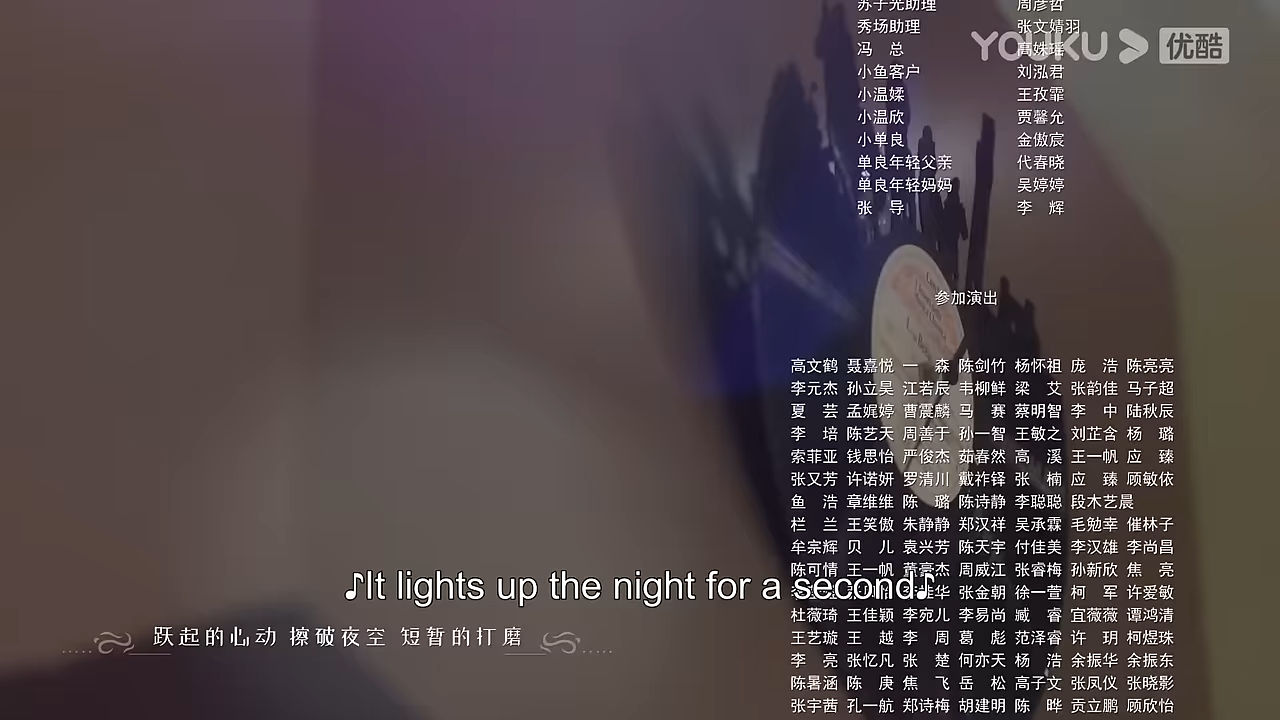 苏子光助理 周彦哲
秀场助理 张文婧羽
YOUKU 优酷
冯 总 高姝瑶
小鱼客户 刘泓君
小温媃 王孜霏
小温欣 贾馨允
小单良 金傲宸
单良年轻父亲 代春晓
单良年轻妈妈 吴婷婷
张 导 李 辉
参加演出
高文鹤 聂嘉悦 一 森 陈剑竹 杨怀祖 庞 浩 陈亮亮
李元杰 孙立昊 江若辰 韦柳鲜 梁 艾 张韵佳 马子超
夏 芸 孟娓婷 曹震麟 马 赛 蔡明智 李 中 陆秋辰
李 培 陈艺天 周善于 孙一智 王敏之 刘芷含 杨 璐
索菲亚 钱思怡 严俊杰 茹春然 高 溪 王一帆 应 臻
张又芳 许诺妍 罗清川 戴祚铎 张 楠 应 臻 顾敏依
鱼 浩 章维维 陈 璐 陈诗静 李聪聪 段木艺晨
栏 兰 王笑傲 朱静静 郑汉祥 吴承霖 毛勉幸 催林子
牟宗辉 贝 儿 袁兴芳 陈天宇 付佳美 李汉雄 李尚昌
陈可情 王一帆 黄亮杰 周威江 张睿梅 孙新欣 焦 亮
♪It lights up the night for a second♪
华 张金朝 徐一萱 柯 军 许爱敏
杜薇琦 王佳颖 李宛儿 李易尚 臧 睿 宜薇薇 谭鸿清
跃起的心动 擦破夜空 短暂的打磨
王艺璇 王 越 李 周 葛 彪 范泽睿 许 玥 柯煜珠
李 亮 张忆凡 张 楚 何亦天 杨 浩 余振华 余振东
陈暑涵 陈 庚 焦 飞 岳 松 高子文 张凤仪 张晓影
张宇茜 孔一航 郑诗梅 胡建明 陈 晔 贡立鹏 顾欣怡